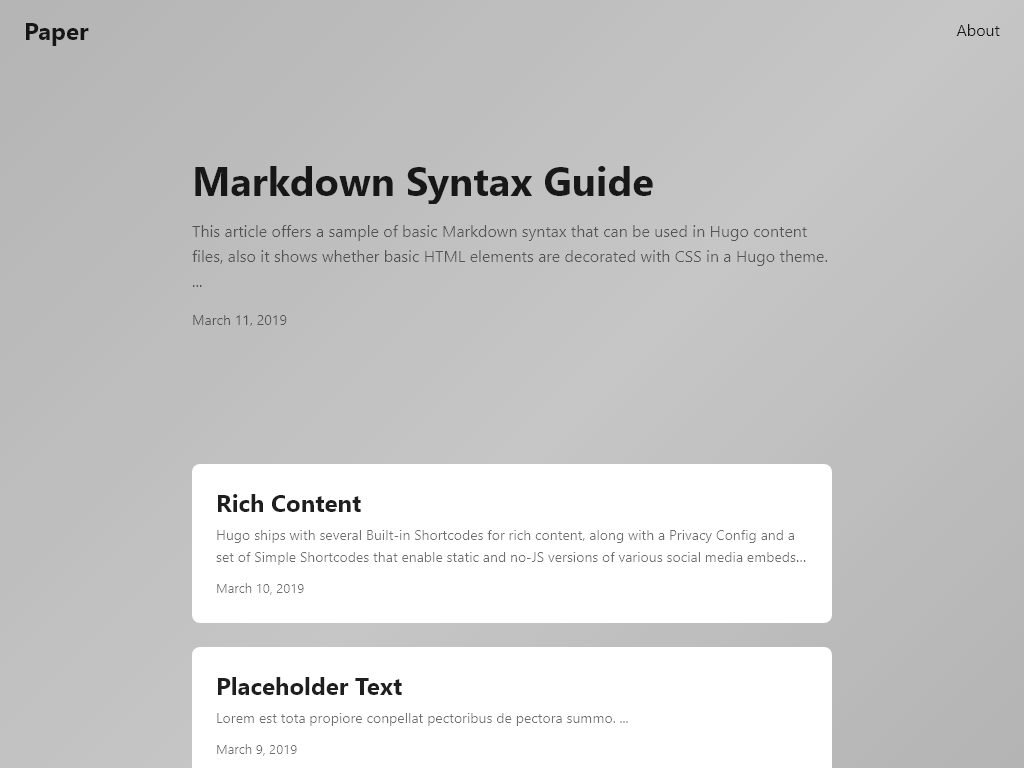 Paper
About
Markdown Syntax Guide
This article offers a sample of basic Markdown syntax that can be used in Hugo content
files, also it shows whether basic HTML elements are decorated with CSS in a Hugo theme.
...
March 11, 2019
Rich Content
Hugo ships with several Built-in Shortcodes for rich content, along with a Privacy Config and a
set of Simple Shortcodes that enable static and no-JS versions of various social media embeds...
March 10, 2019
Placeholder Text
Lorem est tota propiore conpellat pectoribus de pectora summo. ...
March 9, 2019